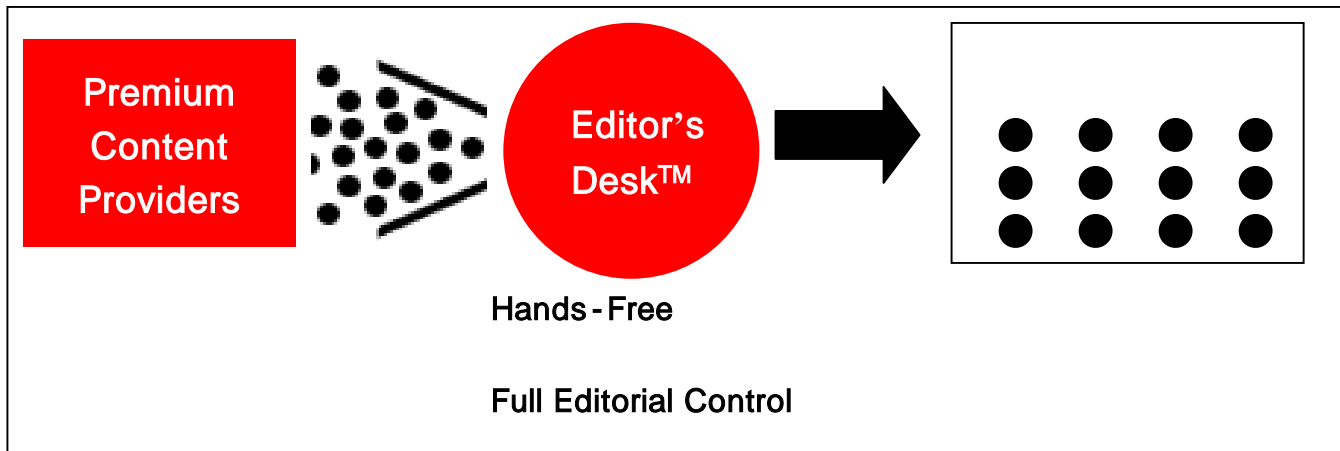 Premium
Content
Providers
Editor’s
Desk™
Hands-Free
Full Editorial Control